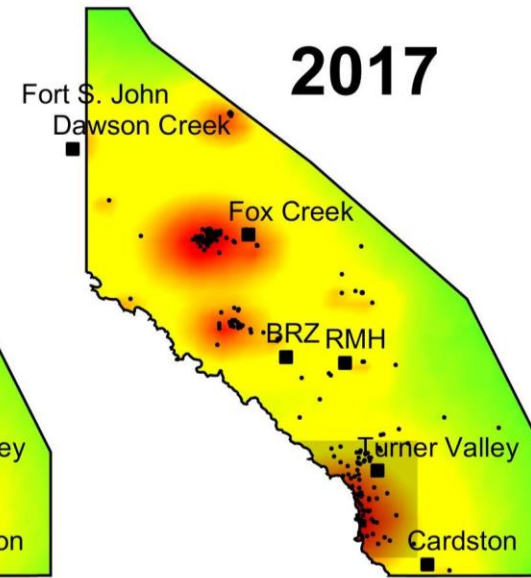 2017
Fort S. John
Dawson Creek
Fox Creek
BRZ RMH
ey
Turner Valley
on
Cardston